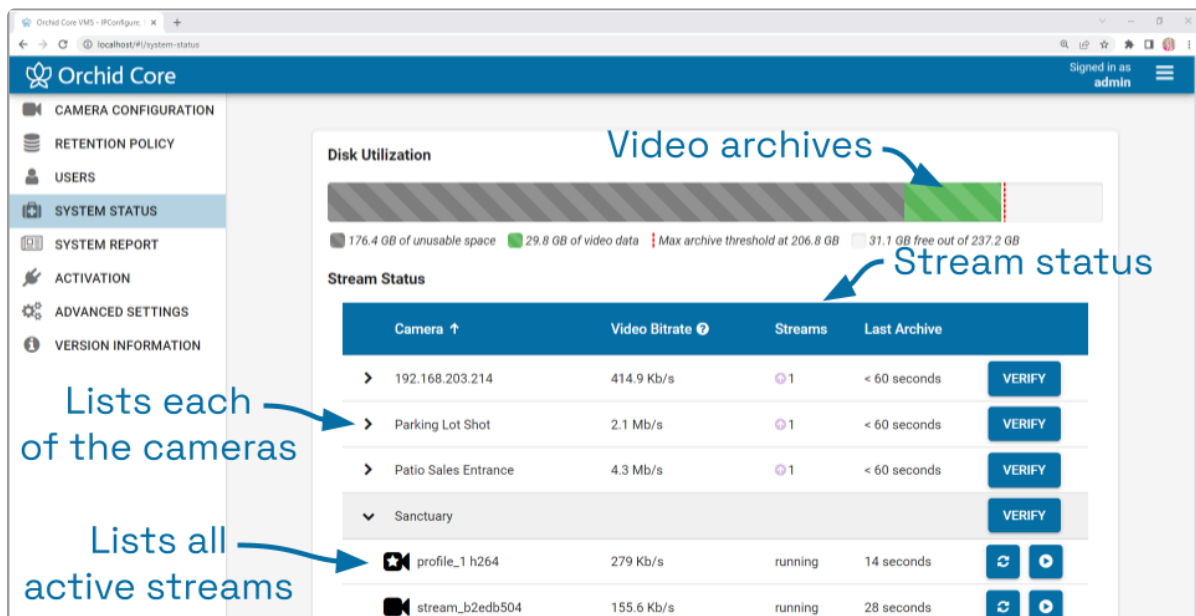 Orchid Core VMS - IPConfigure, I
localhost/#!/system-status
Orchid Core
Signed in as
admin
CAMERA CONFIGURATION
RETENTION POLICY
USERS
SYSTEM STATUS
SYSTEM REPORT
ACTIVATION
ADVANCED SETTINGS
VERSION INFORMATION
Video archives
Disk Utilization
176.4 GB of unusable space 29.8 GB of video data Max archive threshold at 206.8 GB 31.1 GB free out of 237.2 GB
Stream status
Stream Status
Camera Video Bitrate Streams Last Archive
192.168.203.214 414.9 Kb/s 1 < 60 seconds VERIFY
Lists each
of the cameras
Parking Lot Shot 2.1 Mb/s 1 < 60 seconds VERIFY
Patio Sales Entrance 4.3 Mb/s 1 < 60 seconds VERIFY
Sanctuary VERIFY
Lists all
active streams
profile_1 h264 279 Kb/s running 14 seconds
stream_b2edb504 155.6 Kb/s running 28 seconds